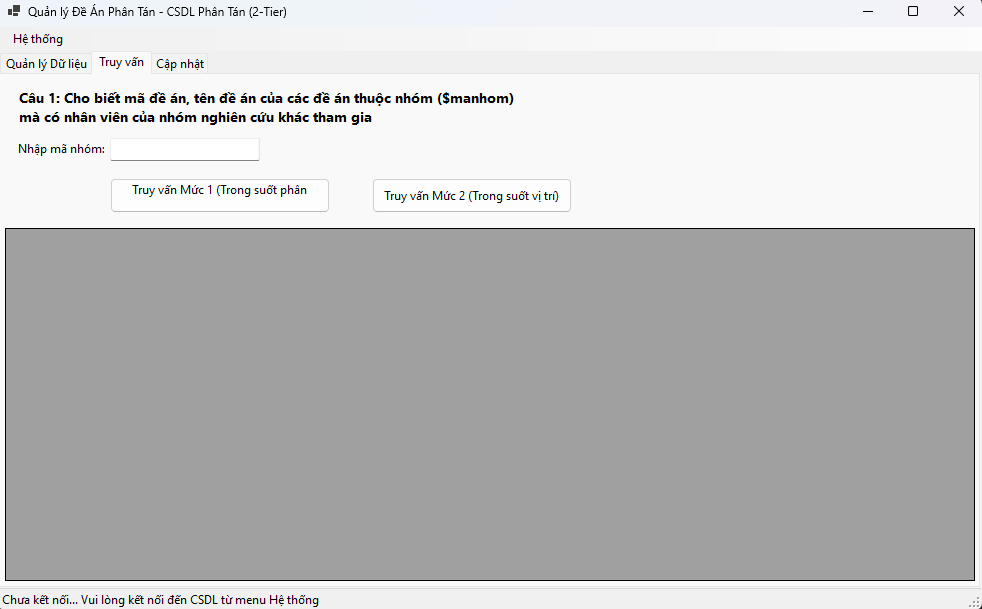 Quản lý Đề Án Phân Tán - CSDL Phân Tán (2-Tier)
Hệ thống
Quản lý Dữ liệu Truy vấn Cập nhật
Câu 1: Cho biết mã đề án, tên đề án của các đề án thuộc nhóm ($manhom)
mà có nhân viên của nhóm nghiên cứu khác tham gia
Nhập mã nhóm:
Truy vấn Mức 1 (Trong suốt phân Truy vấn Mức 2 (Trong suốt vị trí)
Chưa kết nối... Vui lòng kết nối đến CSDL từ menu Hệ thống